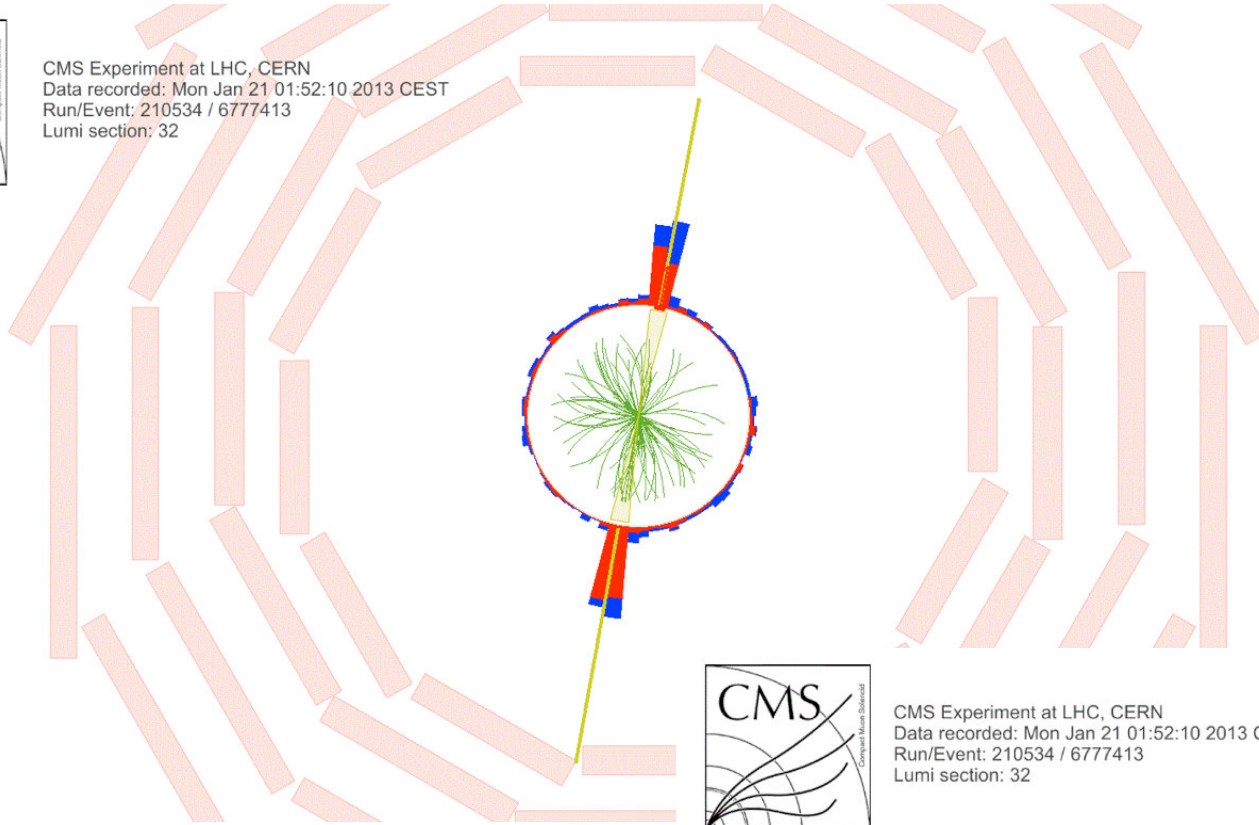 CMS Experiment at LHC, CERN
Data recorded: Mon Jan 21 01:52:10 2013 CEST
Run/Event: 210534 / 6777413
Lumi section: 32
CMS
Compact Muon Solenoid
CMS Experiment at LHC, CERN
Data recorded: Mon Jan 21 01:52:10 2013
Run/Event: 210534 / 6777413
Lumi section: 32